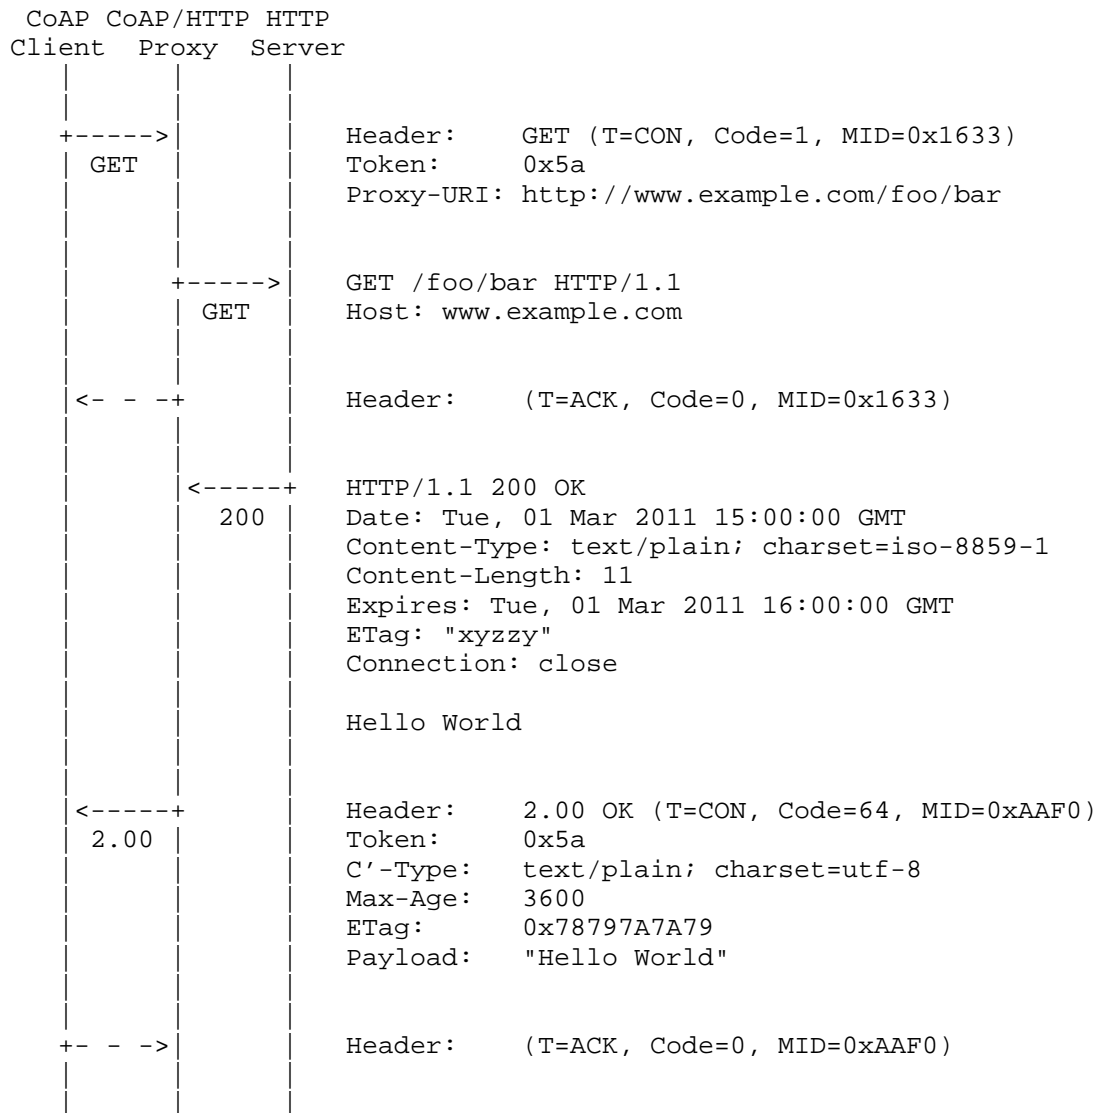 CoAP CoAP/HTTP HTTP
Client Proxy Server
+----->| | Header: GET (T=CON, Code=1, MID=0x1633)
| GET | | Token: 0x5a
Proxy-URI: http://www.example.com/foo/bar
+----->| GET /foo/bar HTTP/1.1
| GET | Host: www.example.com
|<- - -+ | Header: (T=ACK, Code=0, MID=0x1633)
|<-----+ HTTP/1.1 200 OK
| 200 | Date: Tue, 01 Mar 2011 15:00:00 GMT
Content-Type: text/plain; charset=iso-8859-1
Content-Length: 11
Expires: Tue, 01 Mar 2011 16:00:00 GMT
ETag: "xyzzy"
Connection: close
Hello World
|<-----+ | Header: 2.00 OK (T=CON, Code=64, MID=0xAAF0)
| 2.00 | | Token: 0x5a
C'-Type: text/plain; charset=utf-8
Max-Age: 3600
ETag: 0x78797A7A79
Payload: "Hello World"
+- - ->| | Header: (T=ACK, Code=0, MID=0xAAF0)